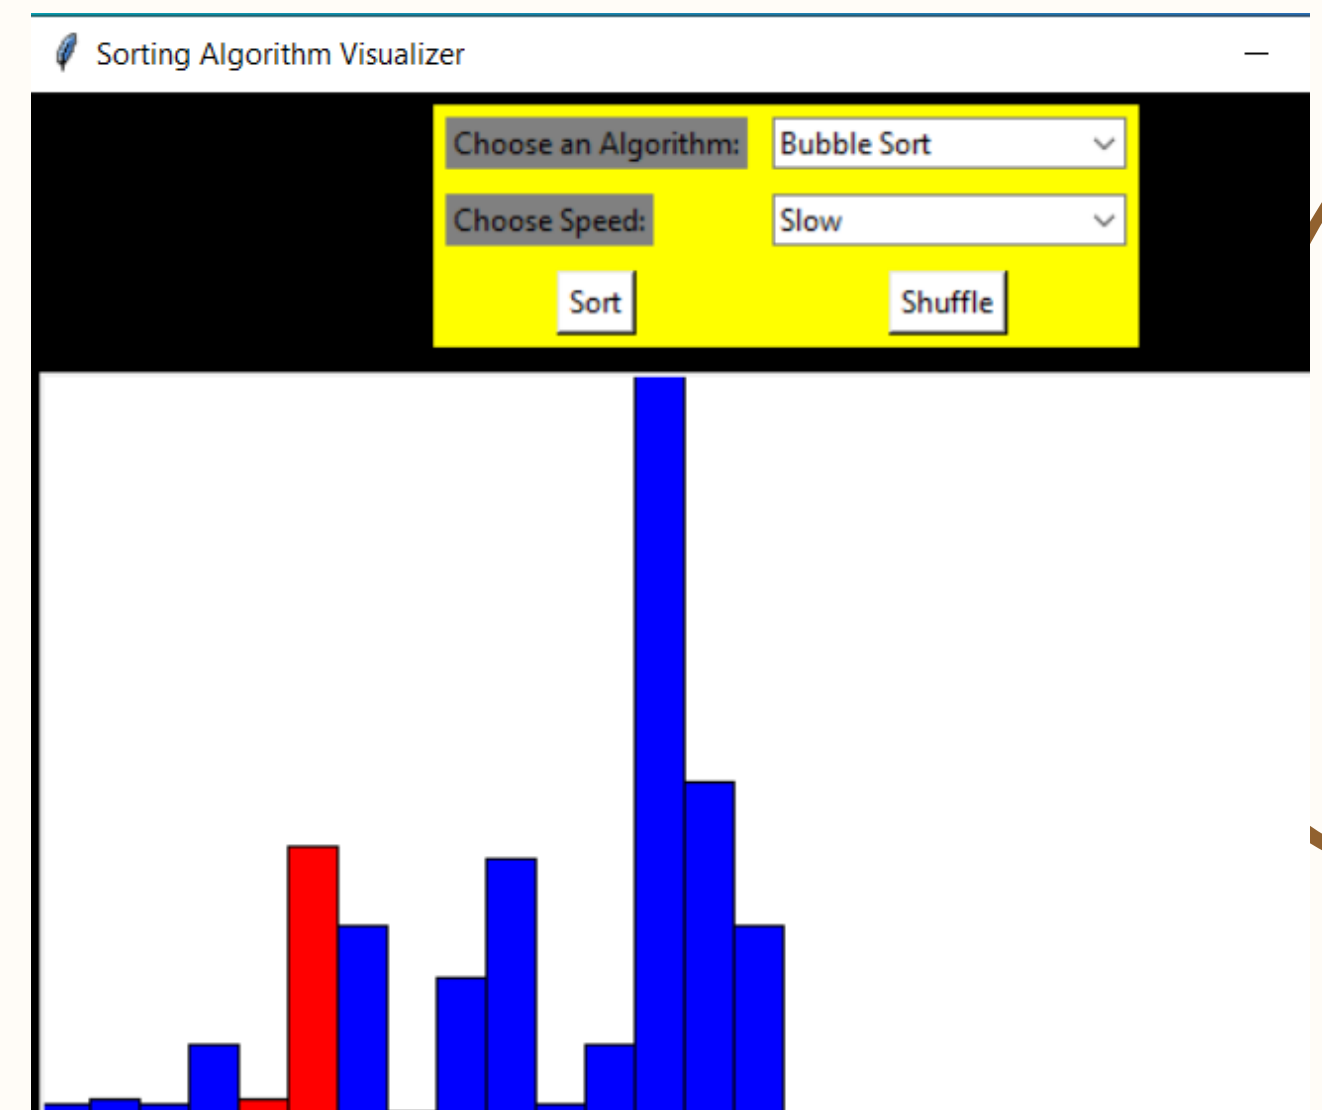 Sorting Algorithm Visualizer
Choose an Algorithm: Bubble Sort
Choose Speed: Slow
Sort Shuffle